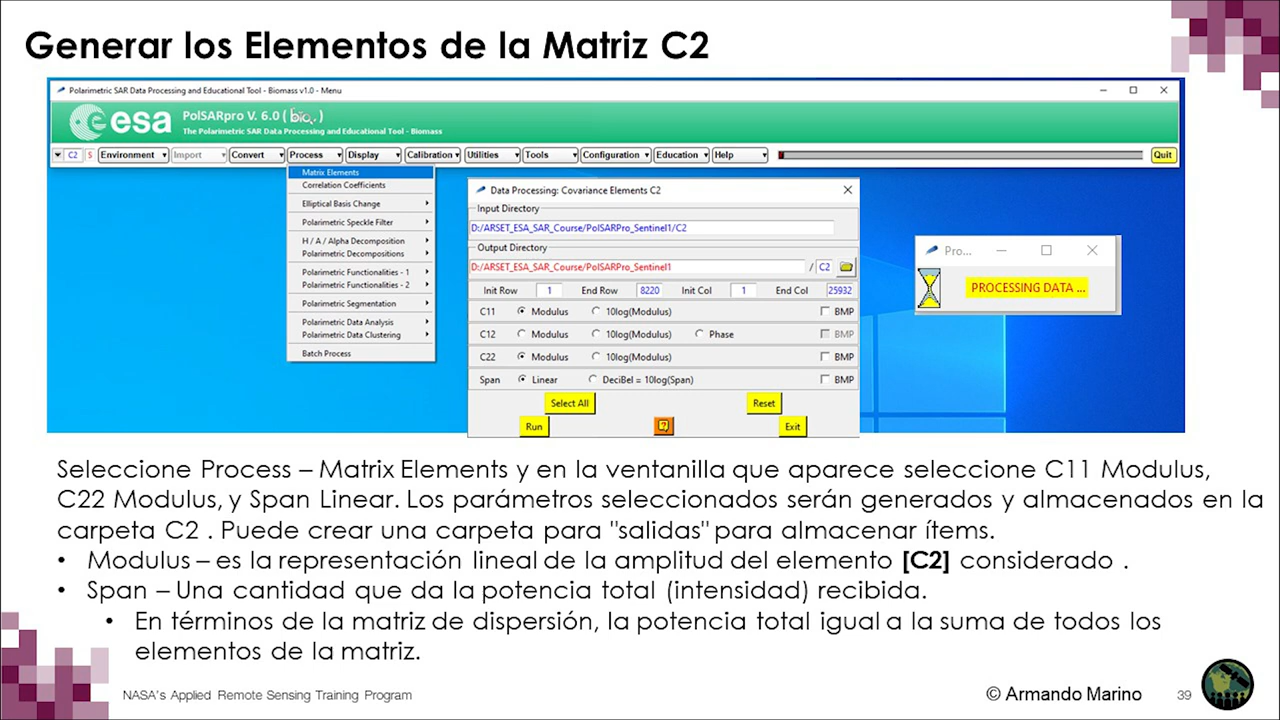 Generar los Elementos de la Matriz C2
Polarimetric SAR Data Processing and Educational Tool - Biomass v1.0 - Menu
esa
PolSARpro V. 6.0 ( bio. )
The Polarimetric SAR Data Processing and Educational Tool - Biomass
C2 S Environment Import Convert Process Display Calibration Utilities Tools Configuration Education Help Quit
Matrix Elements
Correlation Coefficients
Elliptical Basis Change
Polarimetric Speckle Filter
H / A / Alpha Decomposition
Polarimetric Decompositions
Polarimetric Functionalities - 1
Polarimetric Functionalities - 2
Polarimetric Segmentation
Polarimetric Data Analysis
Polarimetric Data Clustering
Batch Process
Data Processing: Covariance Elements C2
Input Directory
D:/ARSET_ESA_SAR_Course/PolSARPro_Sentinel1/C2
Output Directory
D:/ARSET_ESA_SAR_Course/PolSARPro_Sentinel1 / C2
Init Row 1 End Row 8220 Init Col 1 End Col 25932
C11 Modulus 10log(Modulus) BMP
C12 Modulus 10log(Modulus) Phase BMP
C22 Modulus 10log(Modulus) BMP
Span Linear DeciBel = 10log(Span) BMP
Select All Reset
Run Exit
Pro...
PROCESSING DATA ...
Seleccione Process – Matrix Elements y en la ventanilla que aparece seleccione C11 Modulus,
C22 Modulus, y Span Linear. Los parámetros seleccionados serán generados y almacenados en la
carpeta C2 . Puede crear una carpeta para "salidas" para almacenar ítems.
• Modulus – es la representación lineal de la amplitud del elemento [C2] considerado .
• Span – Una cantidad que da la potencia total (intensidad) recibida.
• En términos de la matriz de dispersión, la potencia total igual a la suma de todos los
elementos de la matriz.
NASA's Applied Remote Sensing Training Program
© Armando Marino
39